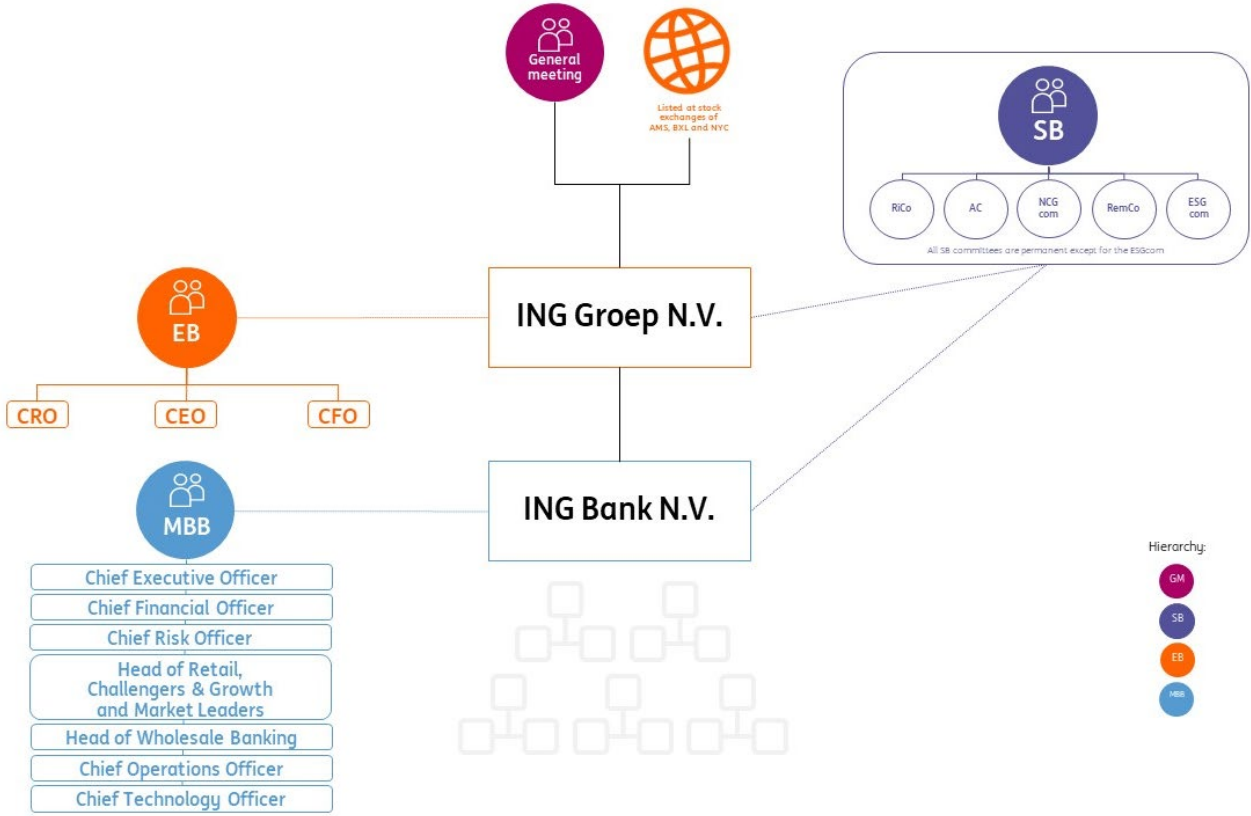 General
meeting
Listed at stock
exchanges of
AMS, BXL and NYC
SB
RiCo
AC
NCG
com
RemCo
ESG
com
All SB committees are permanent except for the ESGcom
ING Groep N.V.
EB
CRO
CEO
CFO
ING Bank N.V.
MBB
Chief Executive Officer
Chief Financial Officer
Chief Risk Officer
Head of Retail,
Challengers & Growth
and Market Leaders
Head of Wholesale Banking
Chief Operations Officer
Chief Technology Officer
Hierarchy:
GM
SB
EB
MBB